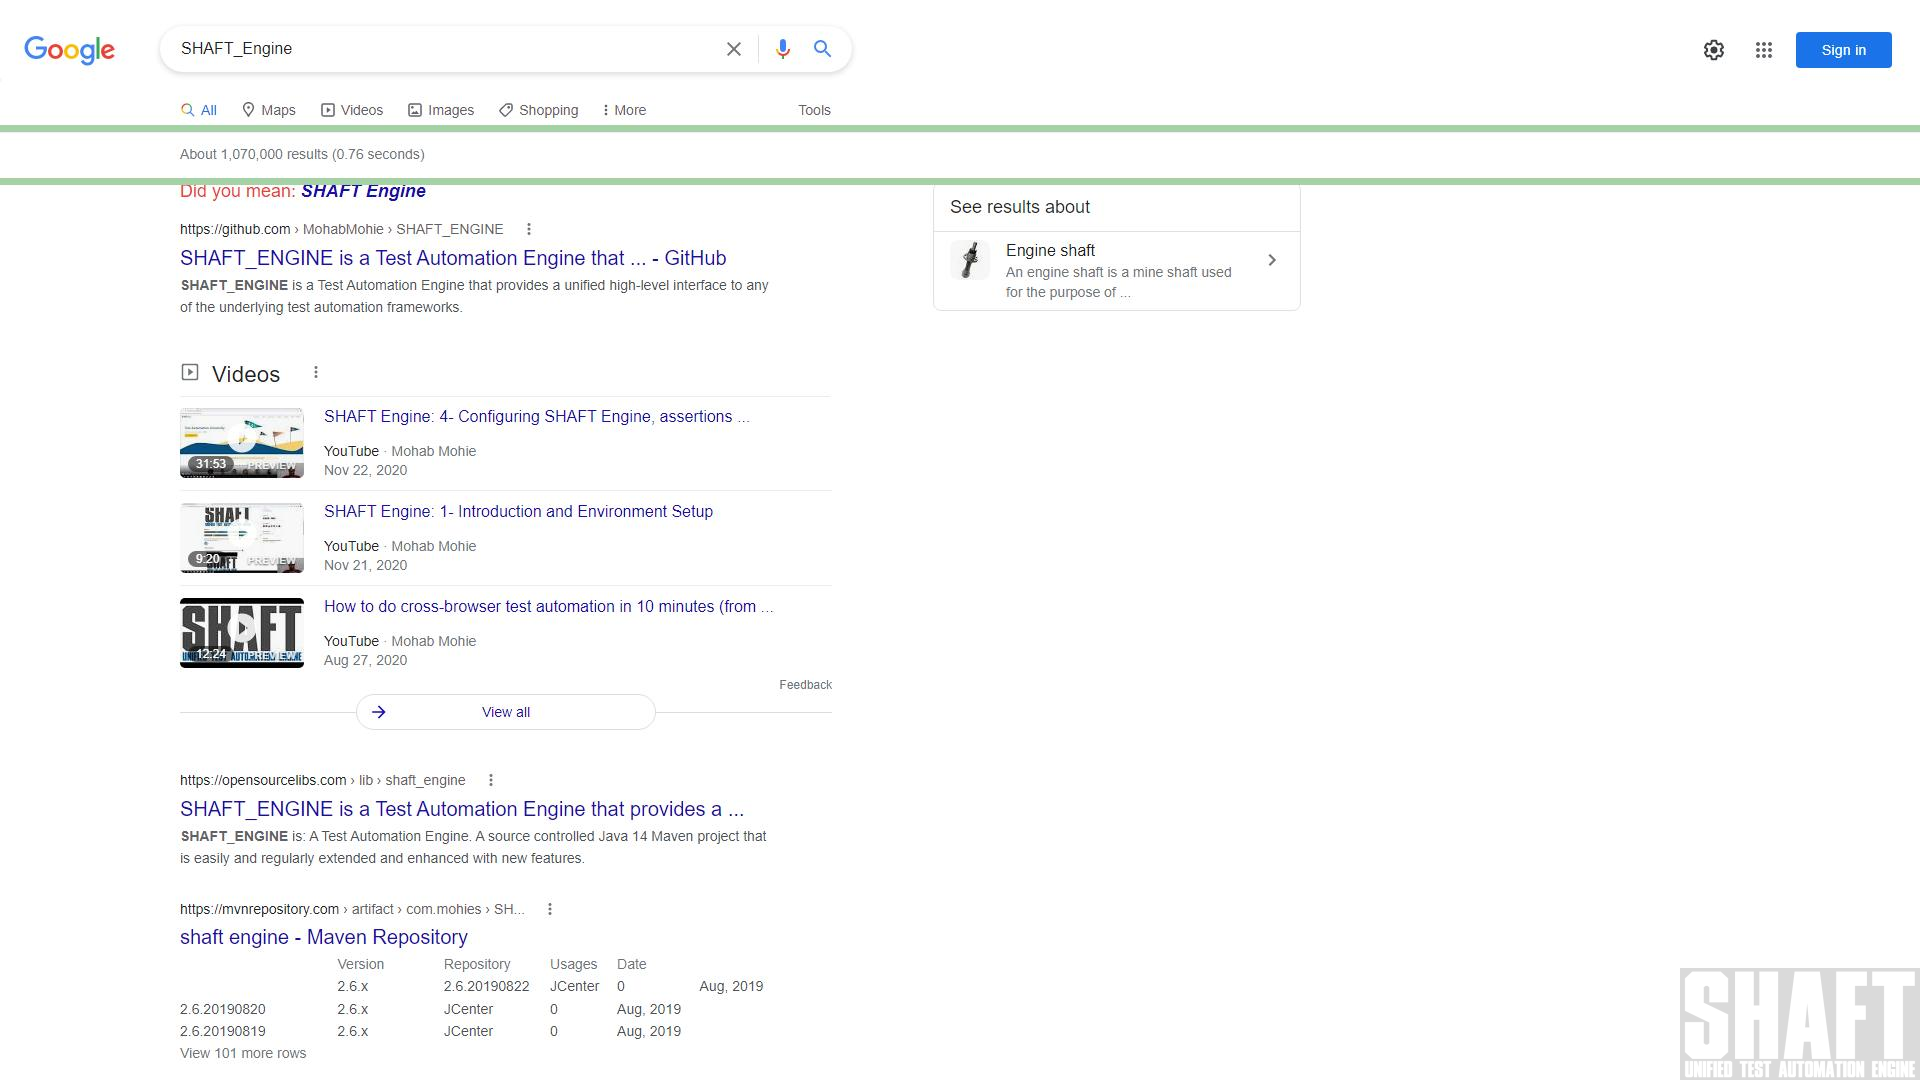 Google
SHAFT_Engine
Sign in
All
Maps
Videos
Images
Shopping
More
Tools
About 1,070,000 results (0.76 seconds)
Did you mean: SHAFT Engine
https://github.com › MohabMohie › SHAFT_ENGINE
SHAFT_ENGINE is a Test Automation Engine that ... - GitHub
SHAFT_ENGINE is a Test Automation Engine that provides a unified high-level interface to any
of the underlying test automation frameworks.
See results about
Engine shaft
An engine shaft is a mine shaft used
for the purpose of ...
Videos
31:53 PREVIEW
SHAFT Engine: 4- Configuring SHAFT Engine, assertions ...
YouTube · Mohab Mohie
Nov 22, 2020
SHAFT
9:20 PREVIEW
SHAFT
SHAFT Engine: 1- Introduction and Environment Setup
YouTube · Mohab Mohie
Nov 21, 2020
SHAFT
12:24 PREVIEW
How to do cross-browser test automation in 10 minutes (from ...
YouTube · Mohab Mohie
Aug 27, 2020
Feedback
View all
https://opensourcelibs.com › lib › shaft_engine
SHAFT_ENGINE is a Test Automation Engine that provides a ...
SHAFT_ENGINE is: A Test Automation Engine. A source controlled Java 14 Maven project that
is easily and regularly extended and enhanced with new features.
https://mvnrepository.com › artifact › com.mohies › SH...
shaft engine - Maven Repository
Version Repository Usages Date
2.6.x 2.6.20190822 JCenter 0 Aug, 2019
2.6.20190820 2.6.x JCenter 0 Aug, 2019
2.6.20190819 2.6.x JCenter 0 Aug, 2019
View 101 more rows
SHAFT
UNIFIED TEST AUTOMATION ENGINE